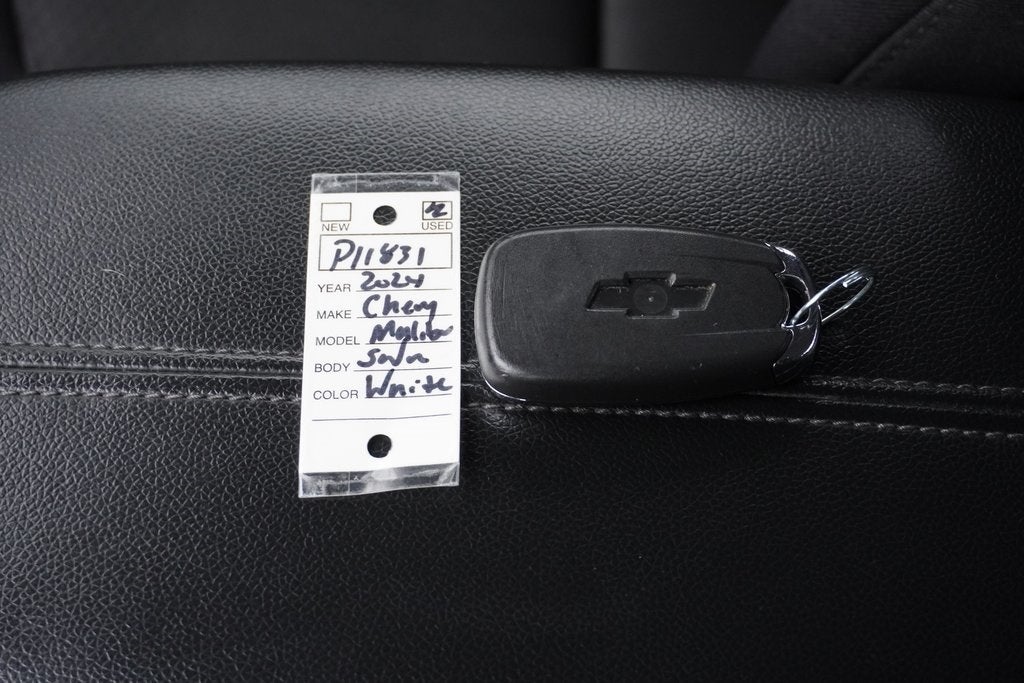 NEW USED
P11831
YEAR 2024
MAKE Chevy
MODEL Malibu
BODY Sedan
COLOR White